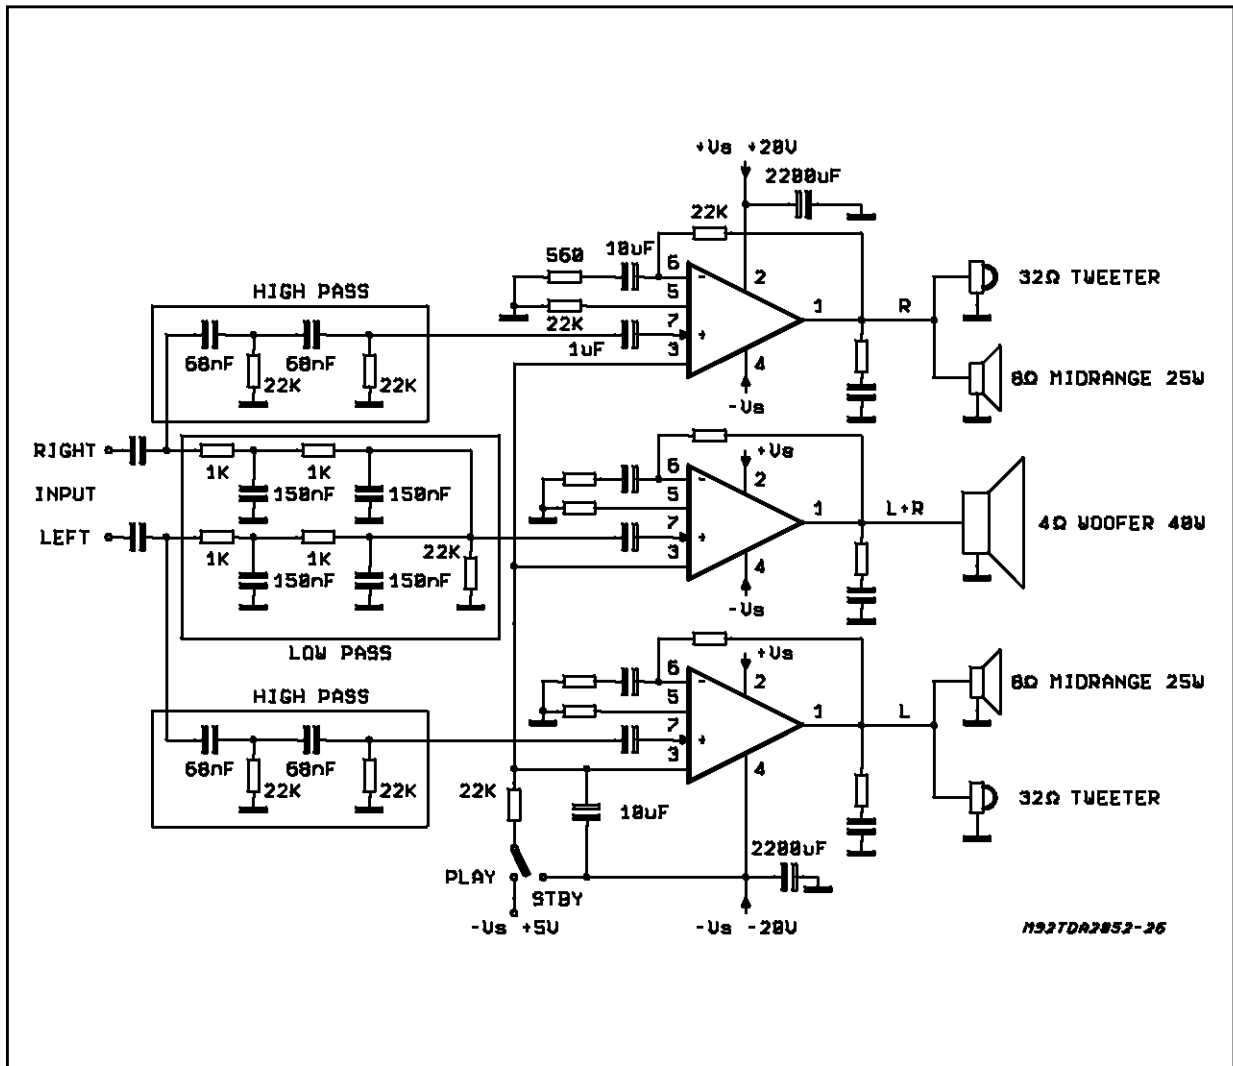 +Vs +20V
2200uF
22K
10uF
560
6
-
5
2
22K
7
+
1uF
3
1
R
4
-Vs
32Ω TWEETER
8Ω MIDRANGE 25W
HIGH PASS
68nF
68nF
22K
22K
RIGHT
INPUT
LEFT
1K
1K
150nF
150nF
1K
1K
150nF
150nF
22K
LOW PASS
+Vs
6
-
2
5
7
+
3
1
L+R
4
-Vs
4Ω WOOFER 40W
HIGH PASS
68nF
68nF
22K
22K
+Vs
6
-
2
5
7
+
3
1
L
4
8Ω MIDRANGE 25W
32Ω TWEETER
22K
10uF
2200uF
PLAY
STBY
-Vs +5V
-Vs -20V
M92TDA2052-26